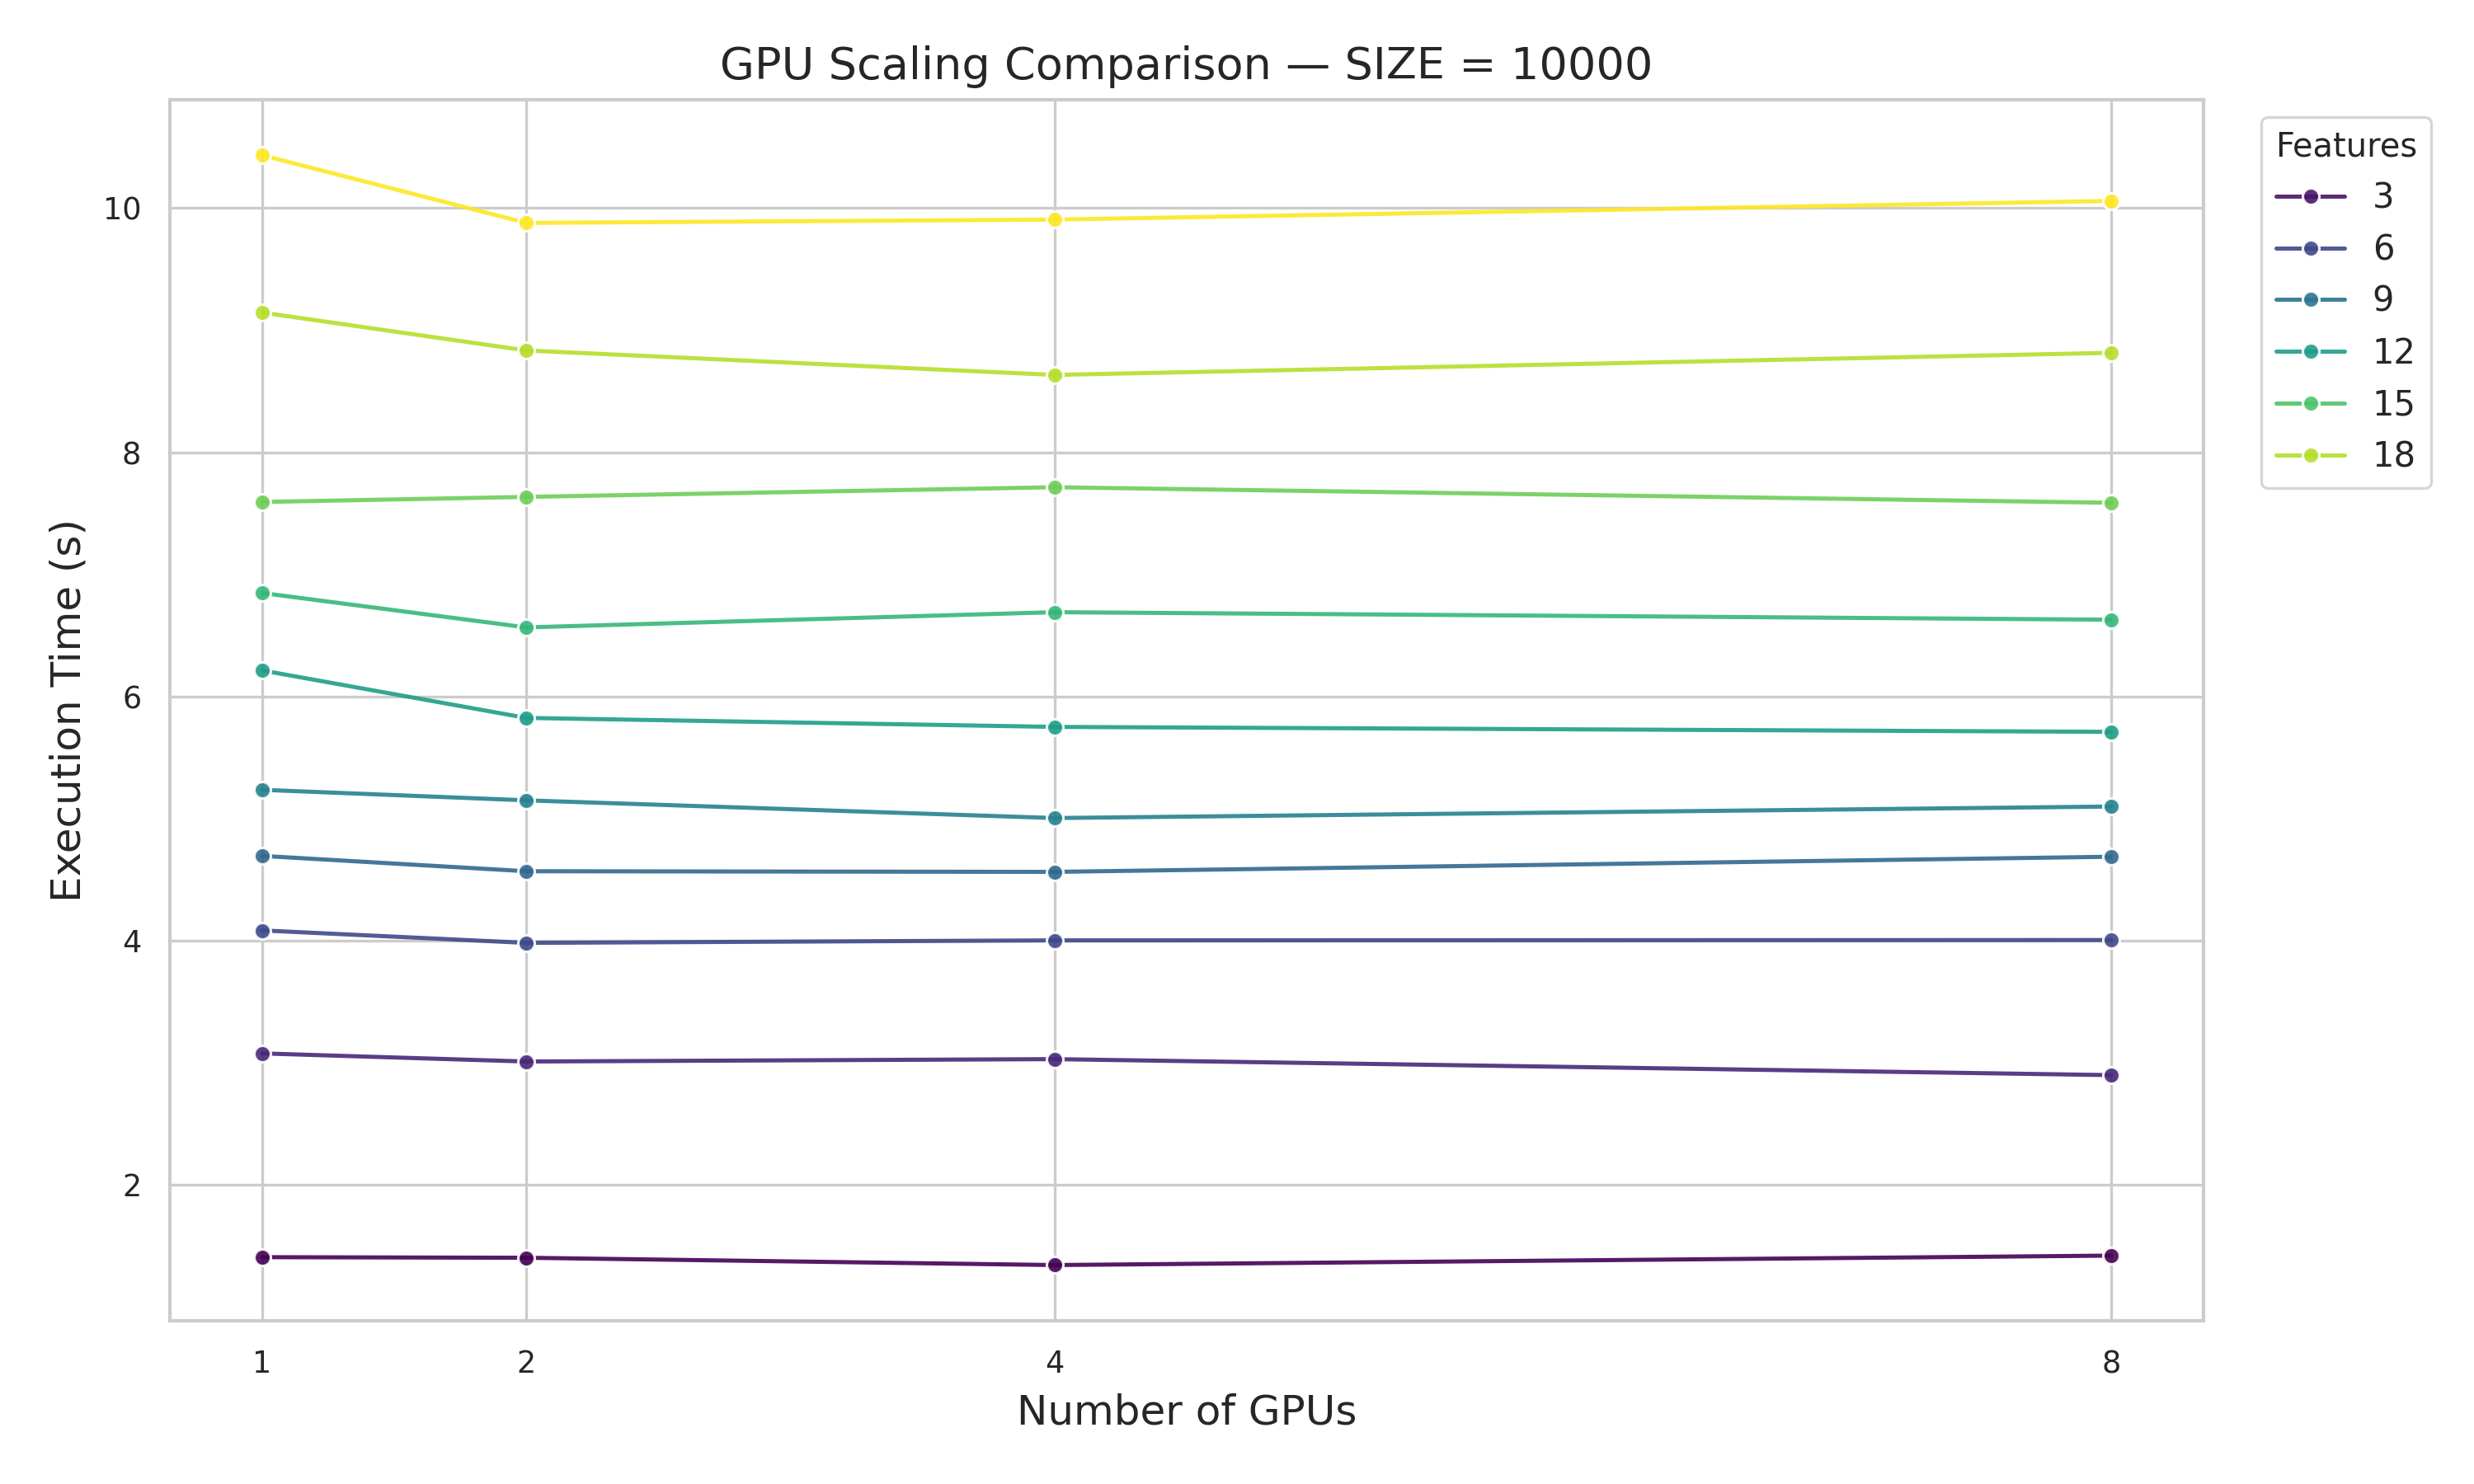 GPU Scaling Comparison — SIZE = 10000
Features
3
6
9
12
15
18
10
8
6
4
2
Execution Time (s)
1 2 4 8
Number of GPUs